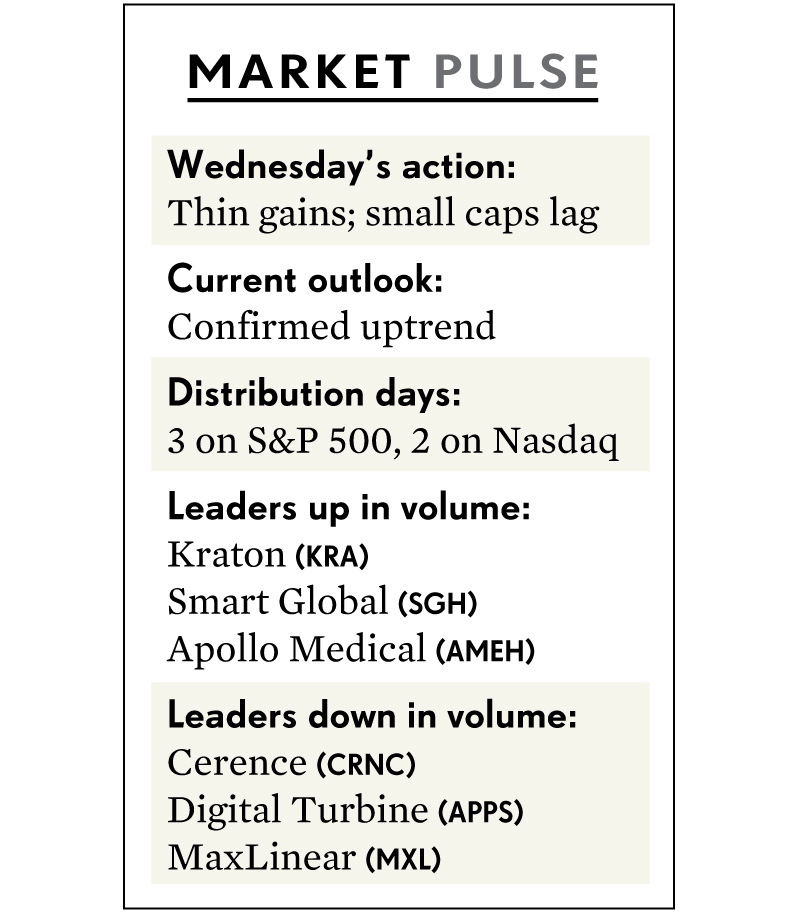 MARKET PULSE
Wednesday’s action:
Thin gains; small caps lag
Current outlook:
Confirmed uptrend
Distribution days:
3 on S&P 500, 2 on Nasdaq
Leaders up in volume:
Kraton (KRA)
Smart Global (SGH)
Apollo Medical (AMEH)
Leaders down in volume:
Cerence (CRNC)
Digital Turbine (APPS)
MaxLinear (MXL)